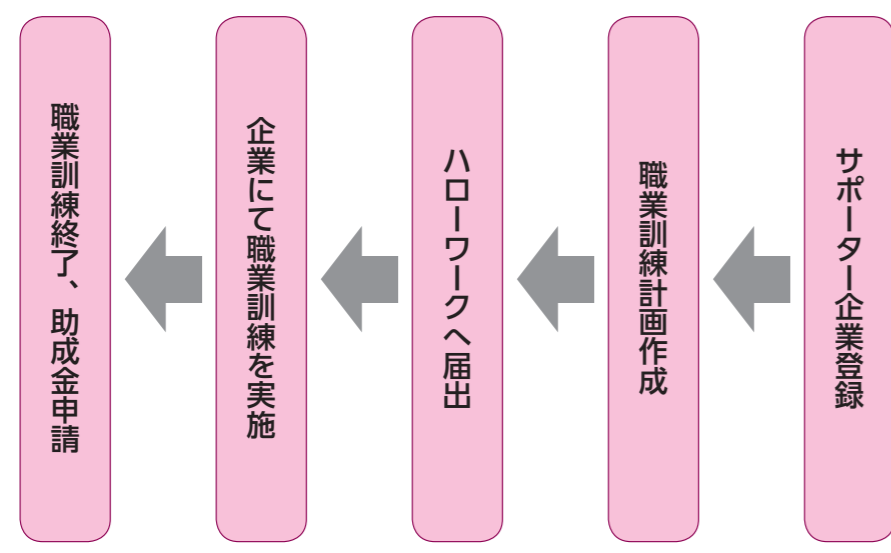 サポーター企業登録
職業訓練計画作成
ハローワークへ届出
企業にて職業訓練を実施
職業訓練終了、助成金申請